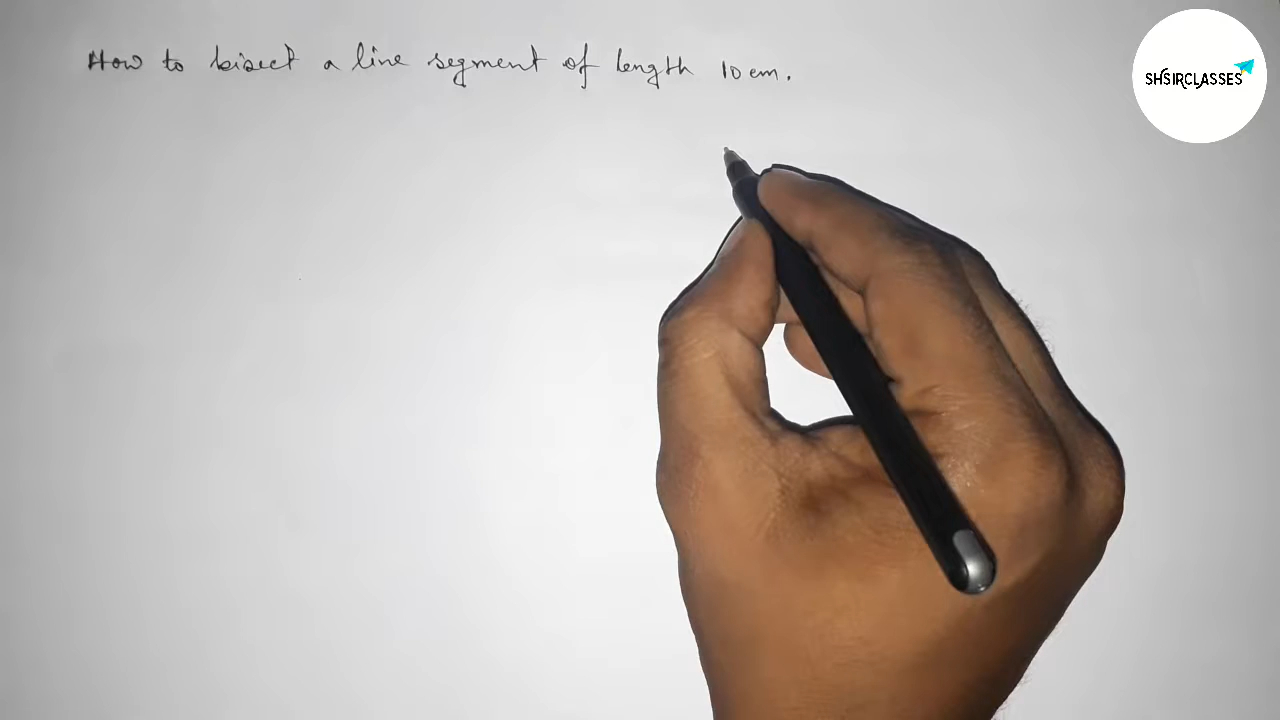 How to bisect a line segment of length 10 cm.
SHSIRCLASSES